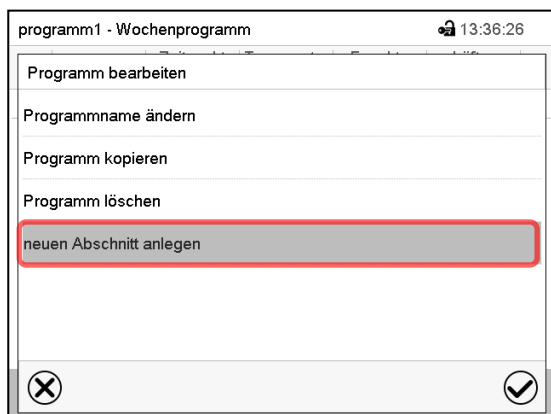 programm1 - Wochenprogramm 13:36:26
Programm bearbeiten
Programmname ändern
Programm kopieren
Programm löschen
neuen Abschnitt anlegen